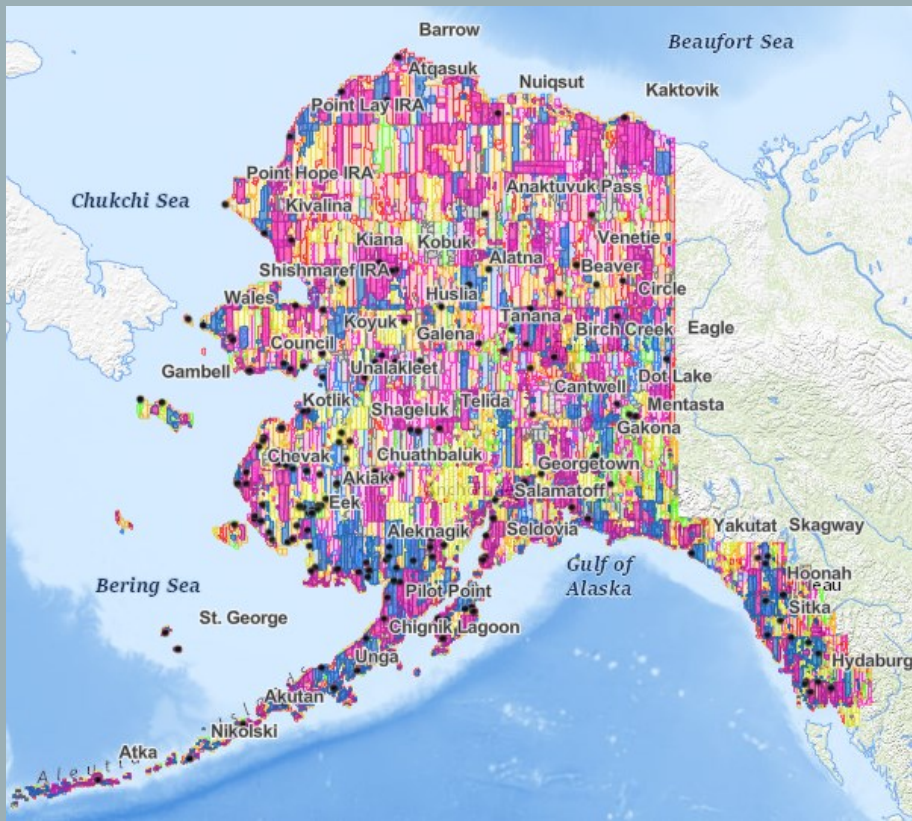 Barrow
Beaufort Sea
Atqasuk
Nuiqsut
Kaktovik
Point Lay IRA
Point Hope IRA
Anaktuvuk Pass
Chukchi Sea
Kivalina
Venetie
Kiana
Kobuk
Alatna
Shishmaref IRA
Beaver
Huslia
Circle
Wales
Tanana
Koyuk
Galena
Birch Creek
Eagle
Council
Gambell
Unalakleet
Dot Lake
Cantwell
Kotlik
Shageluk
Telida
Mentasta
Gakona
Chevak
Chuathbaluk
Georgetown
Akiak
Salamatoff
Eek
Aleknagik
Seldovia
Yakutat
Skagway
Gulf of
Alaska
Hoonah
Bering Sea
Pilot Point
Sitka
St. George
Chignik Lagoon
Unga
Hydaburg
Akutan
Nikolski
Atka